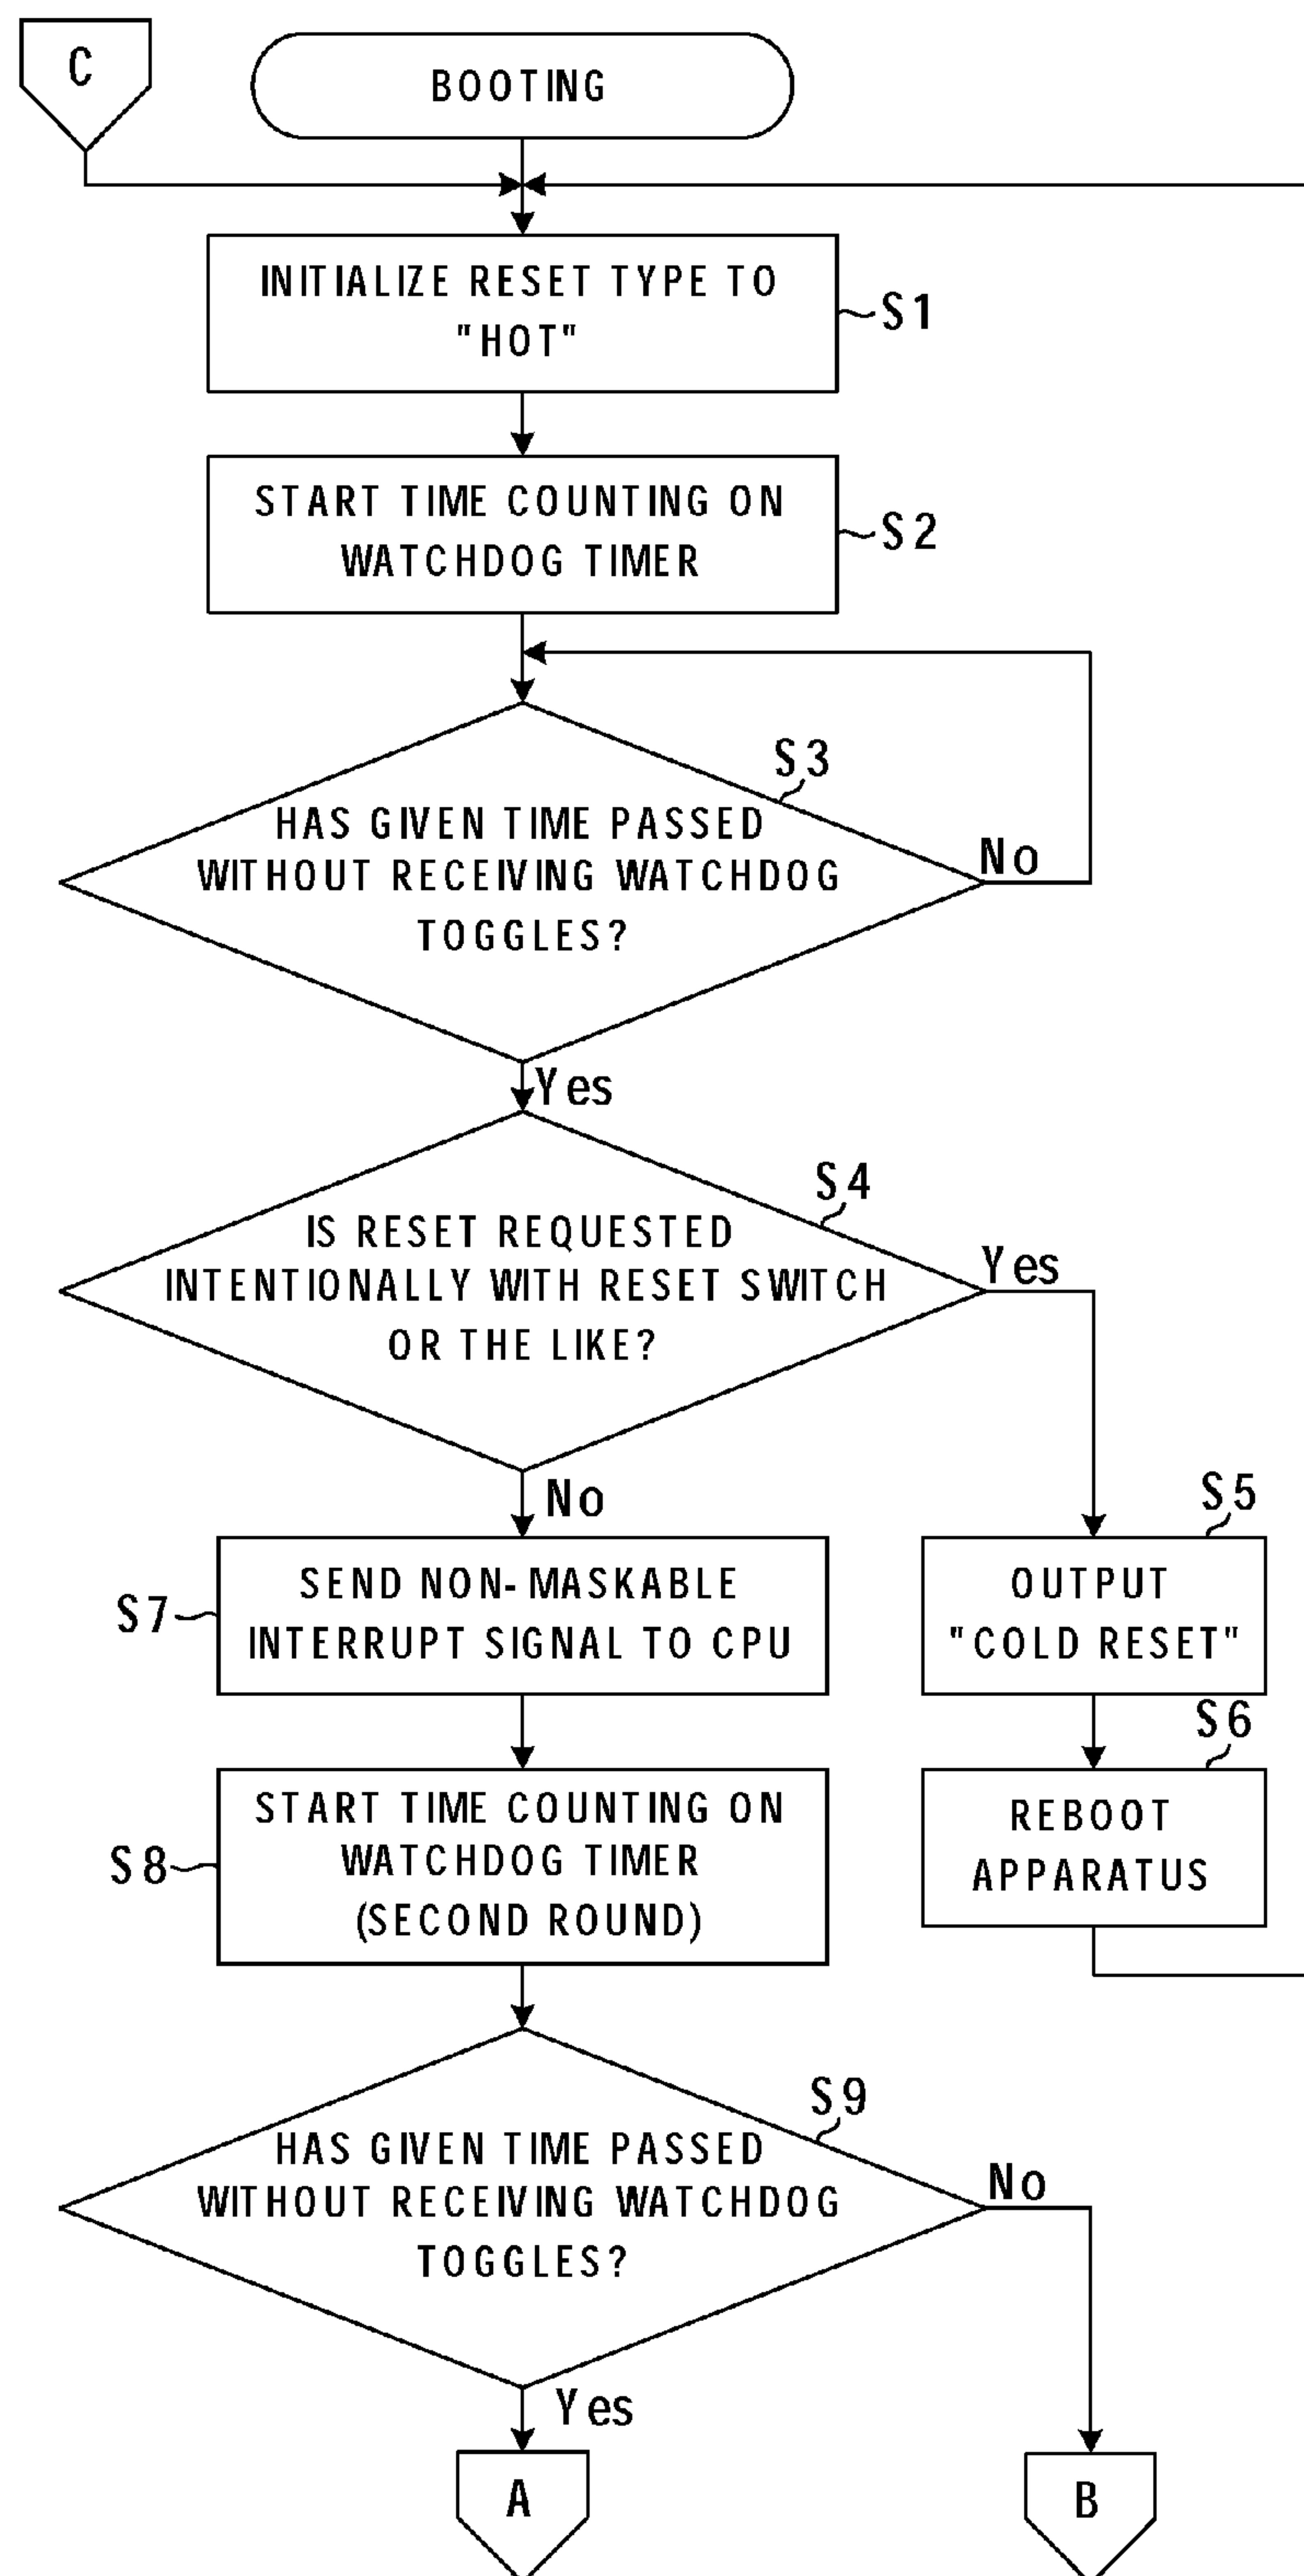 C
BOOTING
INITIALIZE RESET TYPE TO
"HOT"
S1
START TIME COUNTING ON
WATCHDOG TIMER
S2
S3
HAS GIVEN TIME PASSED
WITHOUT RECEIVING WATCHDOG
TOGGLES?
No
Yes
S4
IS RESET REQUESTED
INTENTIONALLY WITH RESET SWITCH
OR THE LIKE?
Yes
No
S5
OUTPUT
"COLD RESET"
S7
SEND NON-MASKABLE
INTERRUPT SIGNAL TO CPU
S6
REBOOT
APPARATUS
S8
START TIME COUNTING ON
WATCHDOG TIMER
(SECOND ROUND)
S9
HAS GIVEN TIME PASSED
WITHOUT RECEIVING WATCHDOG
TOGGLES?
No
Yes
A
B